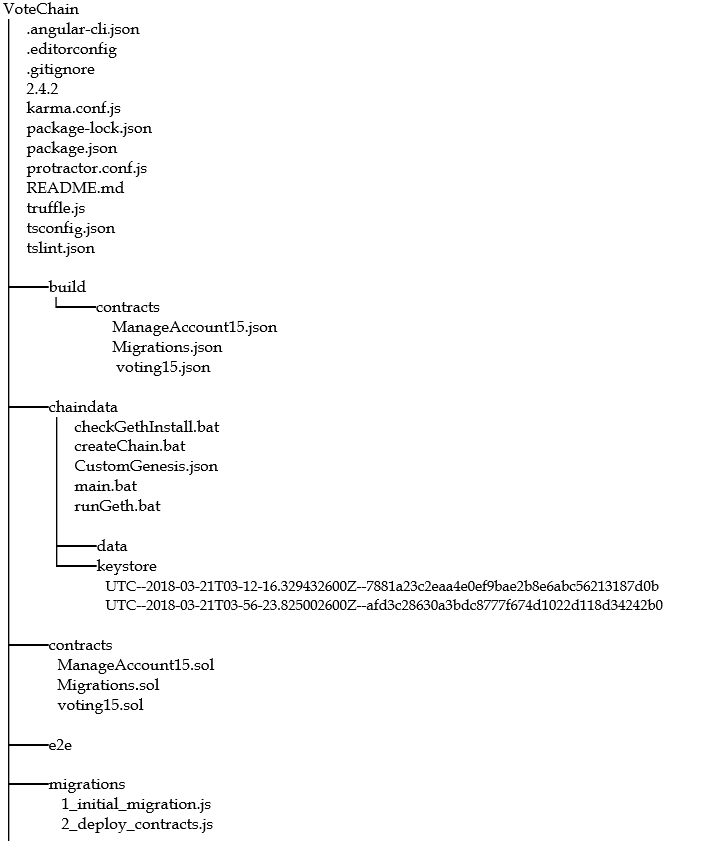 VoteChain
.angular-cli.json
.editorconfig
.gitignore
2.4.2
karma.conf.js
package-lock.json
package.json
protractor.conf.js
README.md
truffle.js
tsconfig.json
tslint.json
build
contracts
ManageAccount15.json
Migrations.json
voting15.json
chaindata
checkGethInstall.bat
createChain.bat
CustomGenesis.json
main.bat
runGeth.bat
data
keystore
UTC--2018-03-21T03-12-16.329432600Z--7881a23c2eaa4e0ef9bae2b8e6abc56213187d0b
UTC--2018-03-21T03-56-23.825002600Z--afd3c28630a3bdc8777f674d1022d118d34242b0
contracts
ManageAccount15.sol
Migrations.sol
voting15.sol
e2e
migrations
1_initial_migration.js
2_deploy_contracts.js